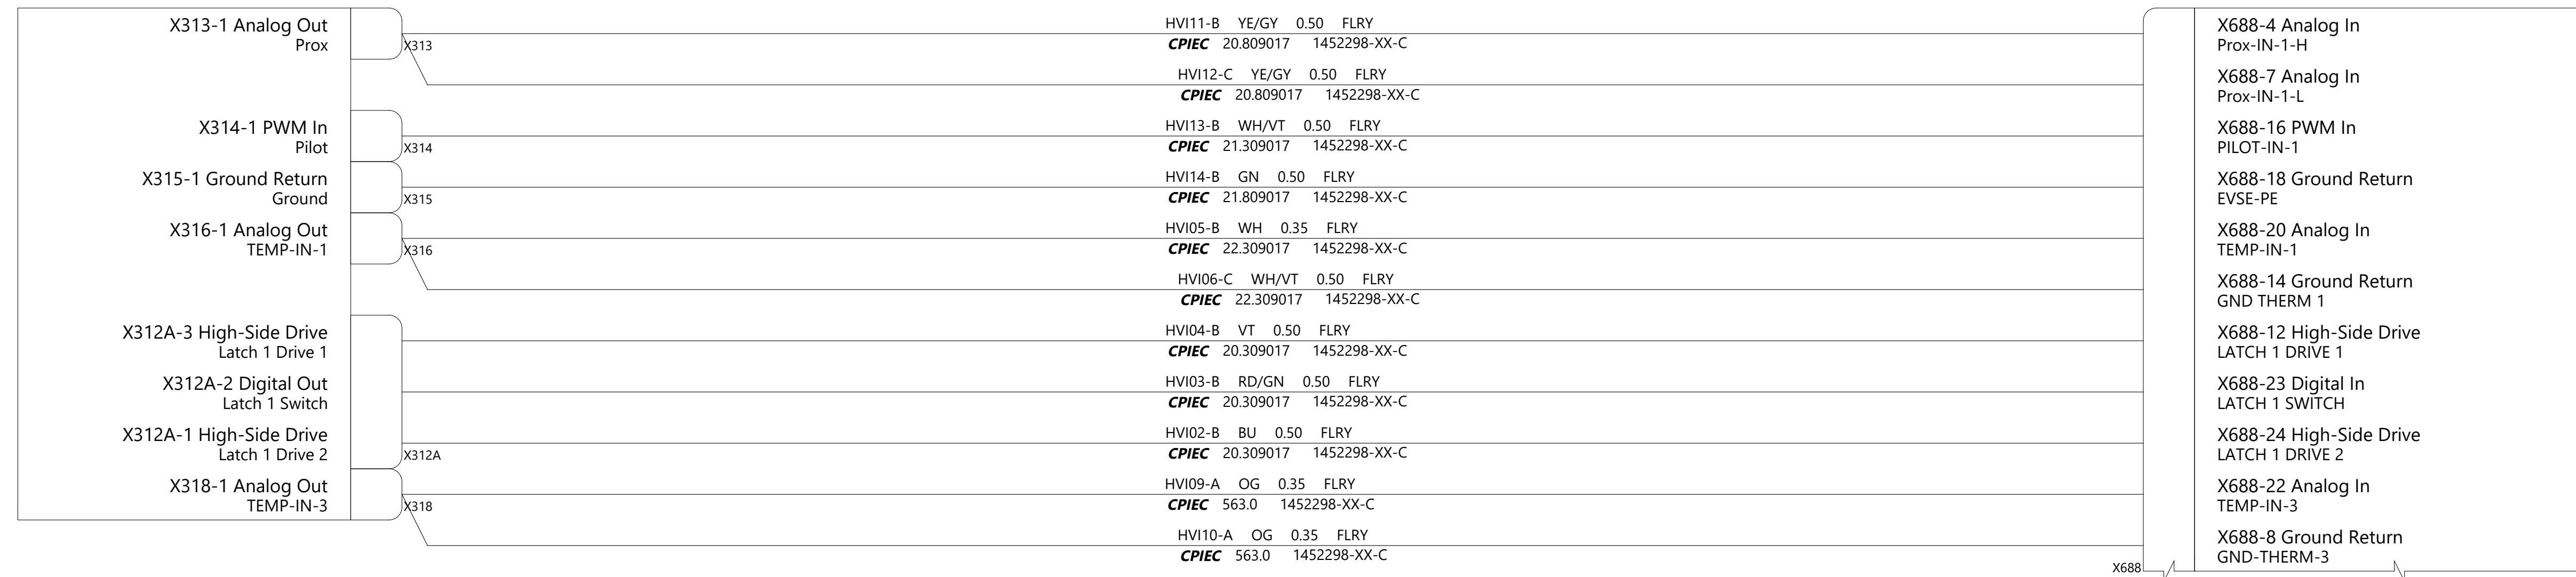 X313-1 Analog Out
Prox
X313
HVI11-B YE/GY 0.50 FLRY
CPIEC 20.809017 1452298-XX-C
X688-4 Analog In
Prox-IN-1-H
HVI12-C YE/GY 0.50 FLRY
CPIEC 20.809017 1452298-XX-C
X688-7 Analog In
Prox-IN-1-L
X314-1 PWM In
Pilot
X314
HVI13-B WH/VT 0.50 FLRY
CPIEC 21.309017 1452298-XX-C
X688-16 PWM In
PILOT-IN-1
X315-1 Ground Return
Ground
X315
HVI14-B GN 0.50 FLRY
CPIEC 21.809017 1452298-XX-C
X688-18 Ground Return
EVSE-PE
X316-1 Analog Out
TEMP-IN-1
X316
HVI05-B WH 0.35 FLRY
CPIEC 22.309017 1452298-XX-C
X688-20 Analog In
TEMP-IN-1
HVI06-C WH/VT 0.50 FLRY
CPIEC 22.309017 1452298-XX-C
X688-14 Ground Return
GND THERM 1
X312A-3 High-Side Drive
Latch 1 Drive 1
HVI04-B VT 0.50 FLRY
CPIEC 20.309017 1452298-XX-C
X688-12 High-Side Drive
LATCH 1 DRIVE 1
X312A-2 Digital Out
Latch 1 Switch
HVI03-B RD/GN 0.50 FLRY
CPIEC 20.309017 1452298-XX-C
X688-23 Digital In
LATCH 1 SWITCH
X312A-1 High-Side Drive
Latch 1 Drive 2
X312A
HVI02-B BU 0.50 FLRY
CPIEC 20.309017 1452298-XX-C
X688-24 High-Side Drive
LATCH 1 DRIVE 2
X318-1 Analog Out
TEMP-IN-3
X318
HVI09-A OG 0.35 FLRY
CPIEC 563.0 1452298-XX-C
X688-22 Analog In
TEMP-IN-3
HVI10-A OG 0.35 FLRY
CPIEC 563.0 1452298-XX-C
X688-8 Ground Return
GND-THERM-3
X688